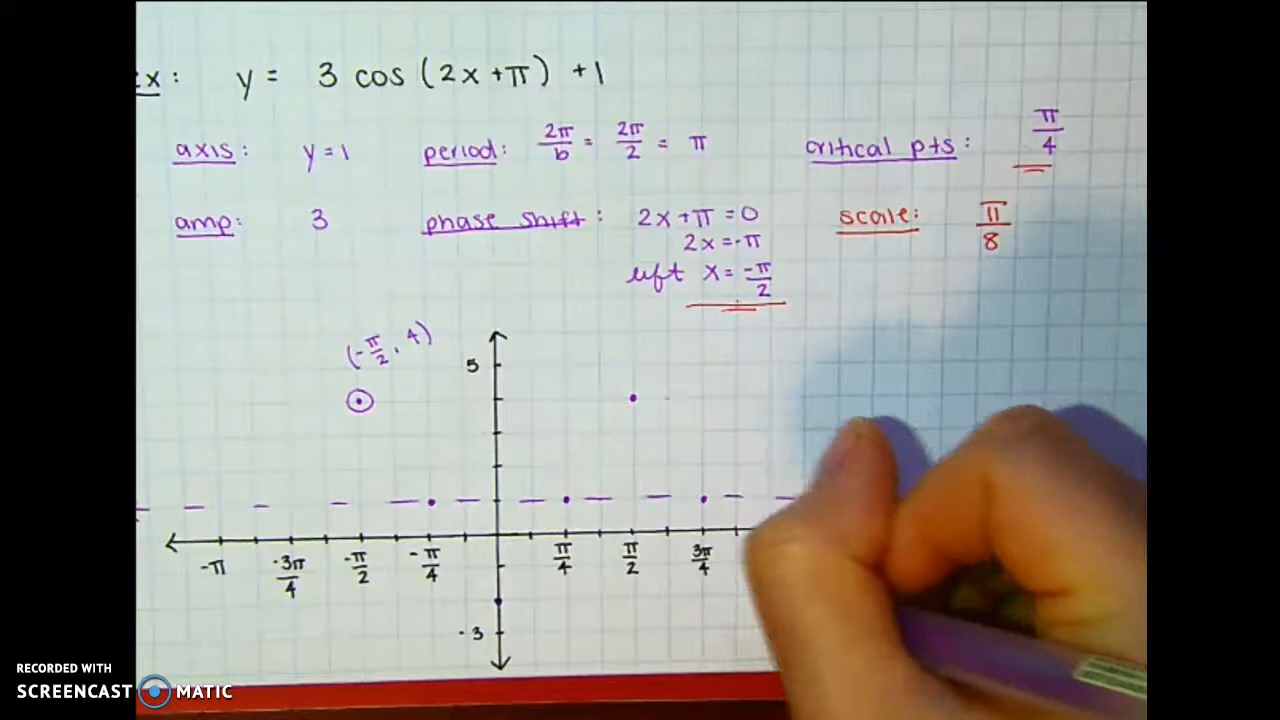 Ex: y = 3 cos (2x + π) + 1
axis: y = 1 period: 2π/b = 2π/2 = π critical pts: π/4
amp: 3 phase shift: 2x + π = 0 scale: π/8
2x = -π
left x = -π/2
(-π/2, 4)
5
-π -3π/4 -π/2 -π/4 π/4 π/2 3π/4
-3
RECORDED WITH
SCREENCAST MATIC